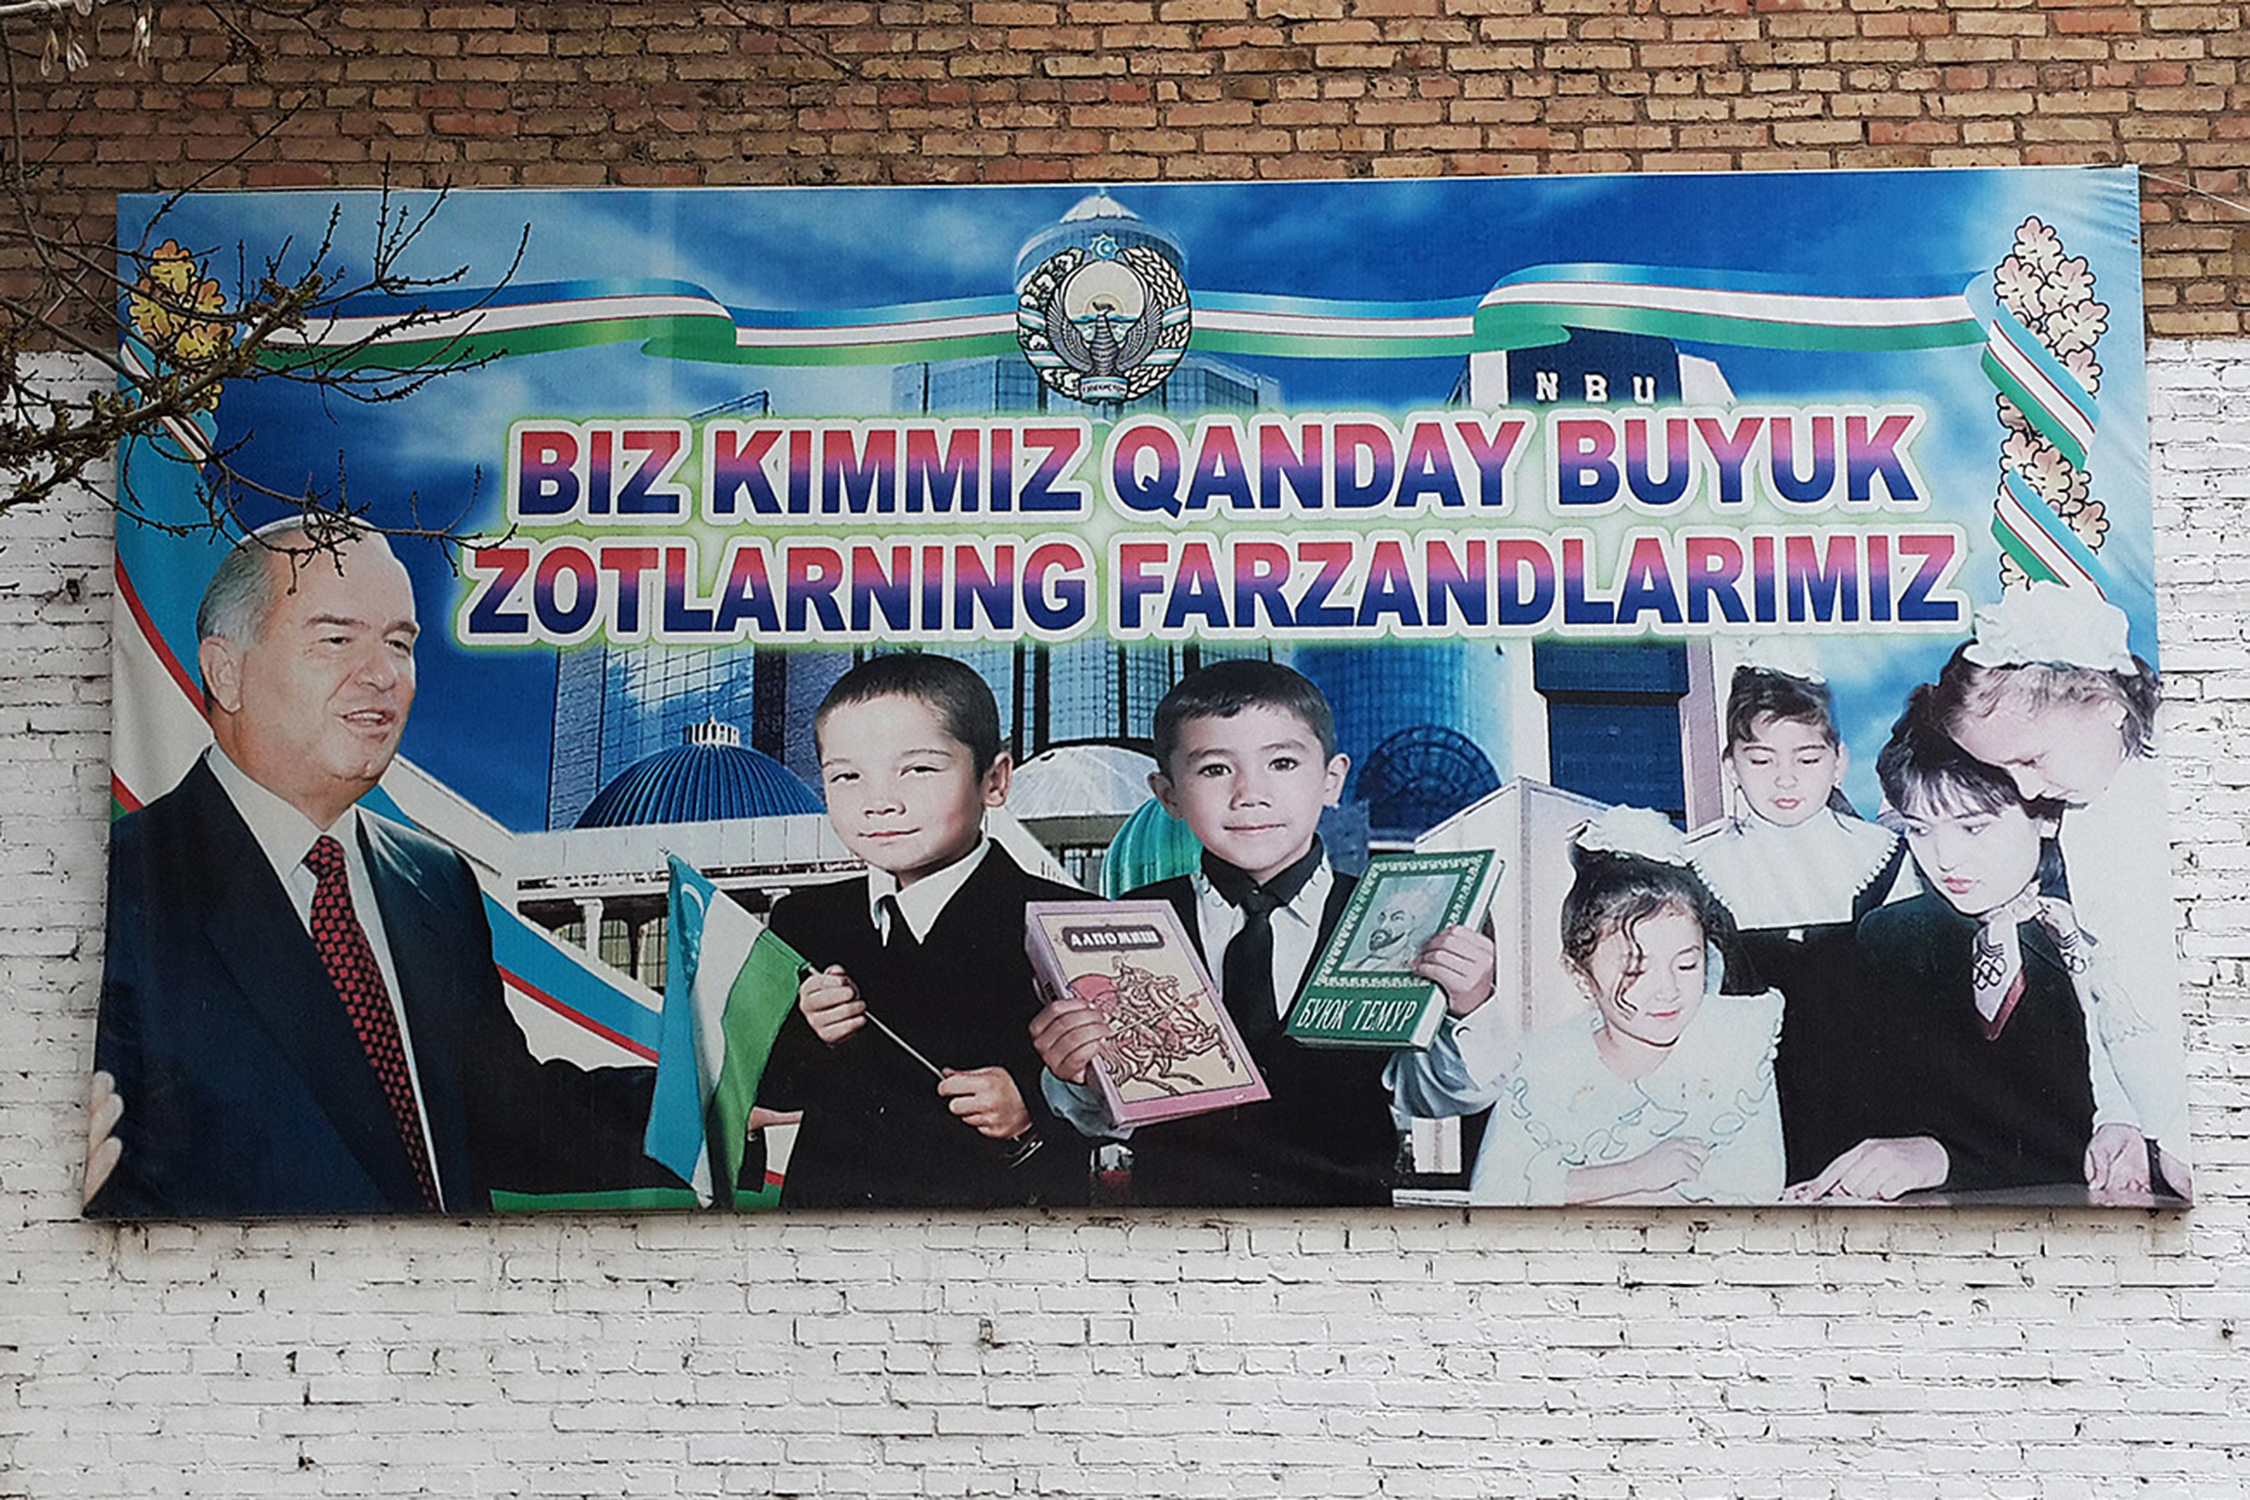 NBU
BIZ KIMMIZ QANDAY BUYUK
ZOTLARNING FARZANDLARIMIZ
АЛПОМИШ
БУЮК ТЕМУР